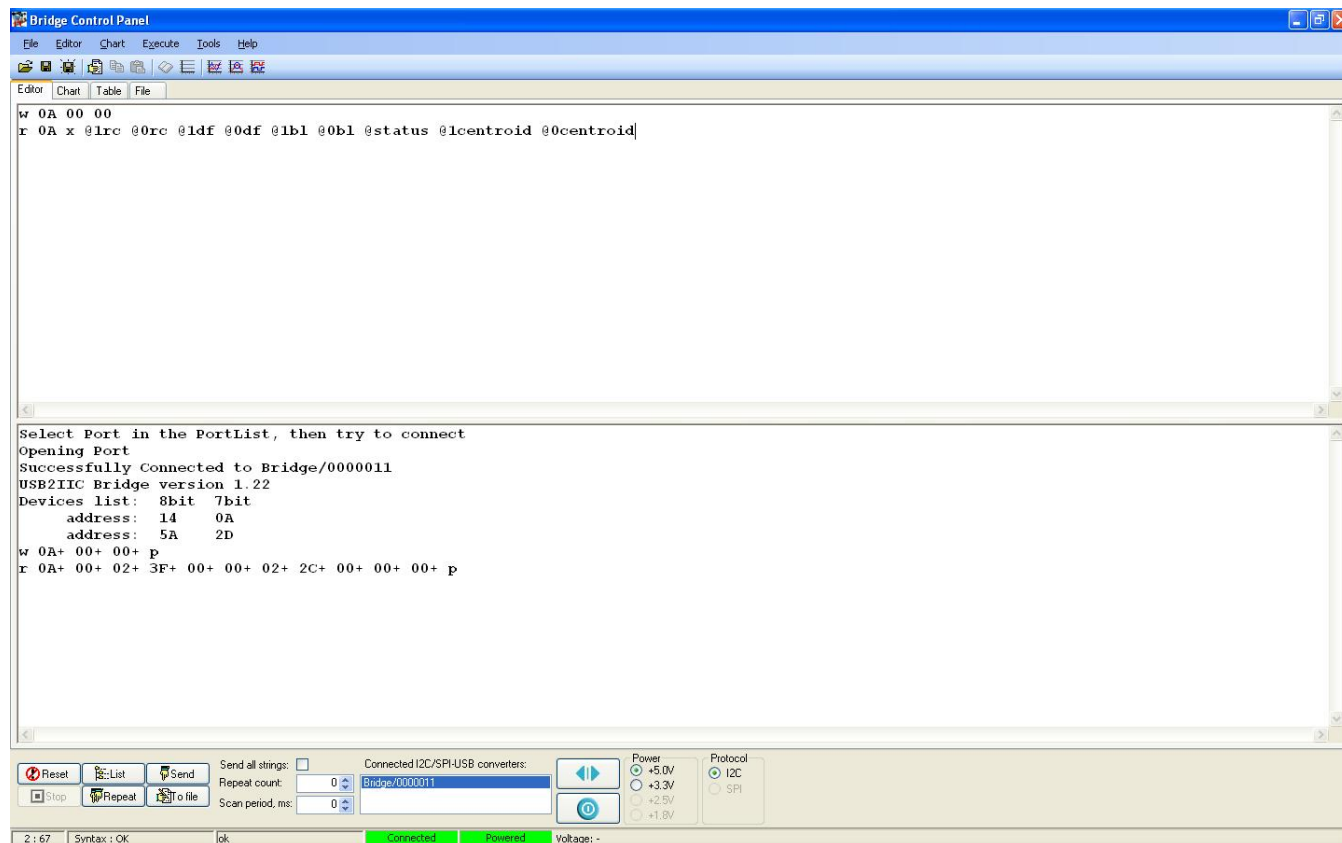 Bridge Control Panel
File Editor Chart Execute Tools Help
Editor Chart Table File
w 0A 00 00
r 0A x @1rc @0rc @1df @0df @1bl @0bl @status @1centroid @0centroid
Select Port in the PortList, then try to connect
Opening Port
Successfully Connected to Bridge/0000011
USB2IIC Bridge version 1.22
Devices list: 8bit 7bit
address: 14 0A
address: 5A 2D
w 0A+ 00+ 00+ p
r 0A+ 00+ 02+ 3F+ 00+ 00+ 02+ 2C+ 00+ 00+ 00+ p
Reset List Send
Stop Repeat To file
Send all strings:
Repeat count: 0
Scan period, ms: 0
Connected I2C/SPI-USB converters:
Bridge/0000011
Power
+5.0V
+3.3V
+2.5V
+1.8V
Protocol
I2C
SPI
2 : 67 Syntax : OK ok Connected Powered Voltage: -